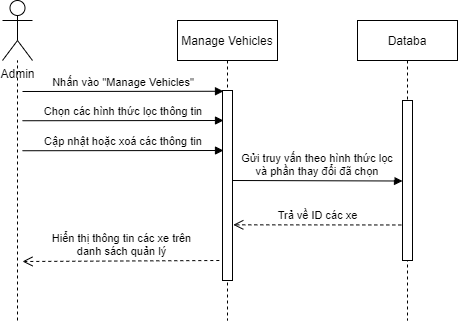 Manage Vehicles
Databa
Admin
Nhấn vào "Manage Vehicles"
Chọn các hình thức lọc thông tin
Cập nhật hoặc xoá các thông tin
Gửi truy vấn theo hình thức lọc
và phần thay đổi đã chọn
Trả về ID các xe
Hiển thị thông tin các xe trên
danh sách quản lý